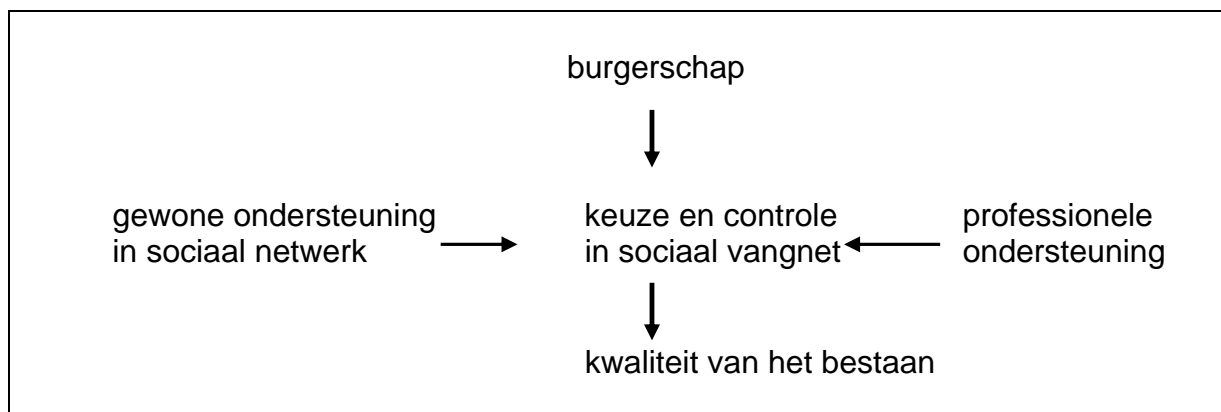 burgerschap
gewone ondersteuning
in sociaal netwerk
keuze en controle
in sociaal vangnet
professionele
ondersteuning
kwaliteit van het bestaan